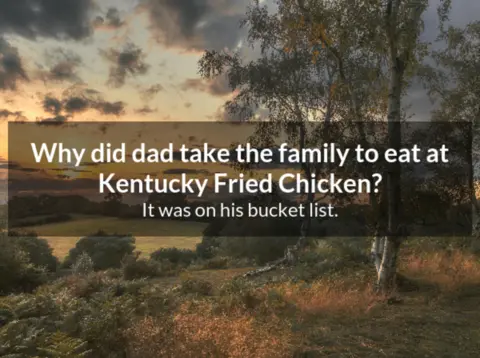 Why did dad take the family to eat at
Kentucky Fried Chicken?
It was on his bucket list.